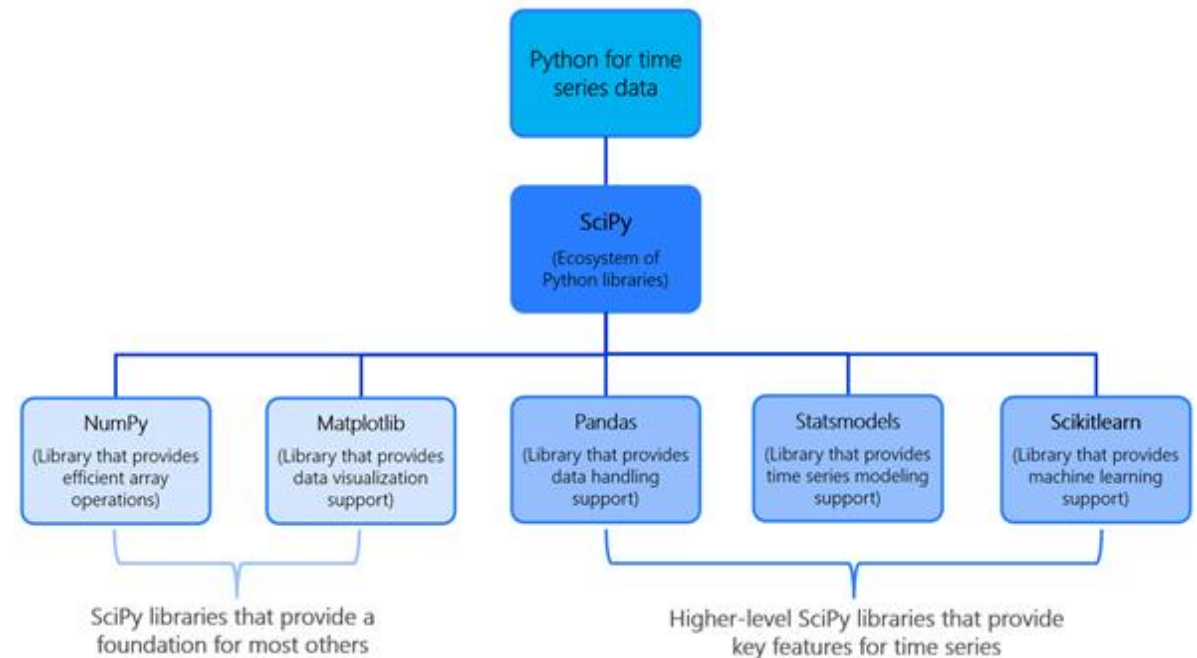 Python for time
series data
SciPy
(Ecosystem of
Python libraries)
NumPy
(Library that provides
efficient array
operations)
Matplotlib
(Library that provides
data visualization
support)
Pandas
(Library that provides
data handling
support)
Statsmodels
(Library that provides
time series modeling
support)
Scikitlearn
(Library that provides
machine learning
support)
SciPy libraries that provide a
foundation for most others
Higher-level SciPy libraries that provide
key features for time series